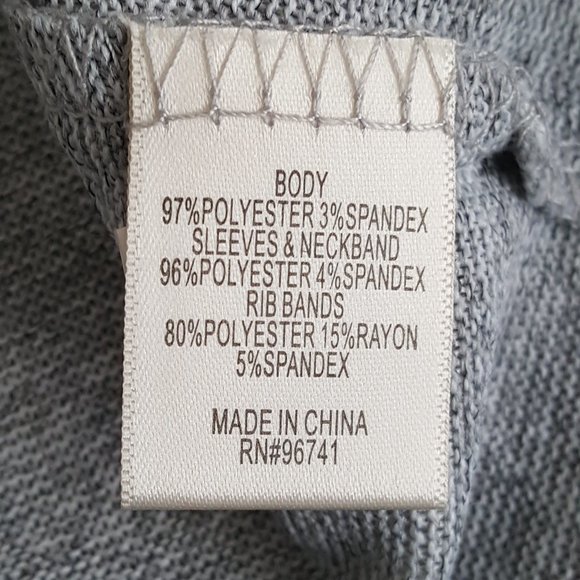 BODY
97%POLYESTER 3%SPANDEX
SLEEVES & NECKBAND
96%POLYESTER 4%SPANDEX
RIB BANDS
80%POLYESTER 15%RAYON
5%SPANDEX
MADE IN CHINA
RN#96741